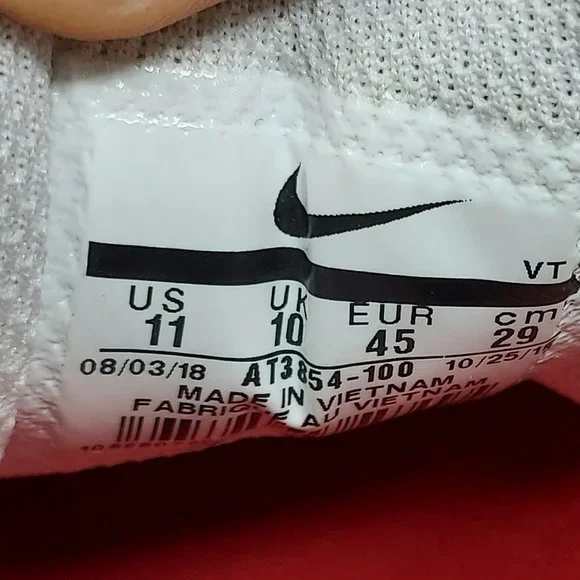 VT
US UK EUR cm
11 10 45 29
08/03/18 AT3854-100
MADE IN VIETNAM
AU VIETNAM